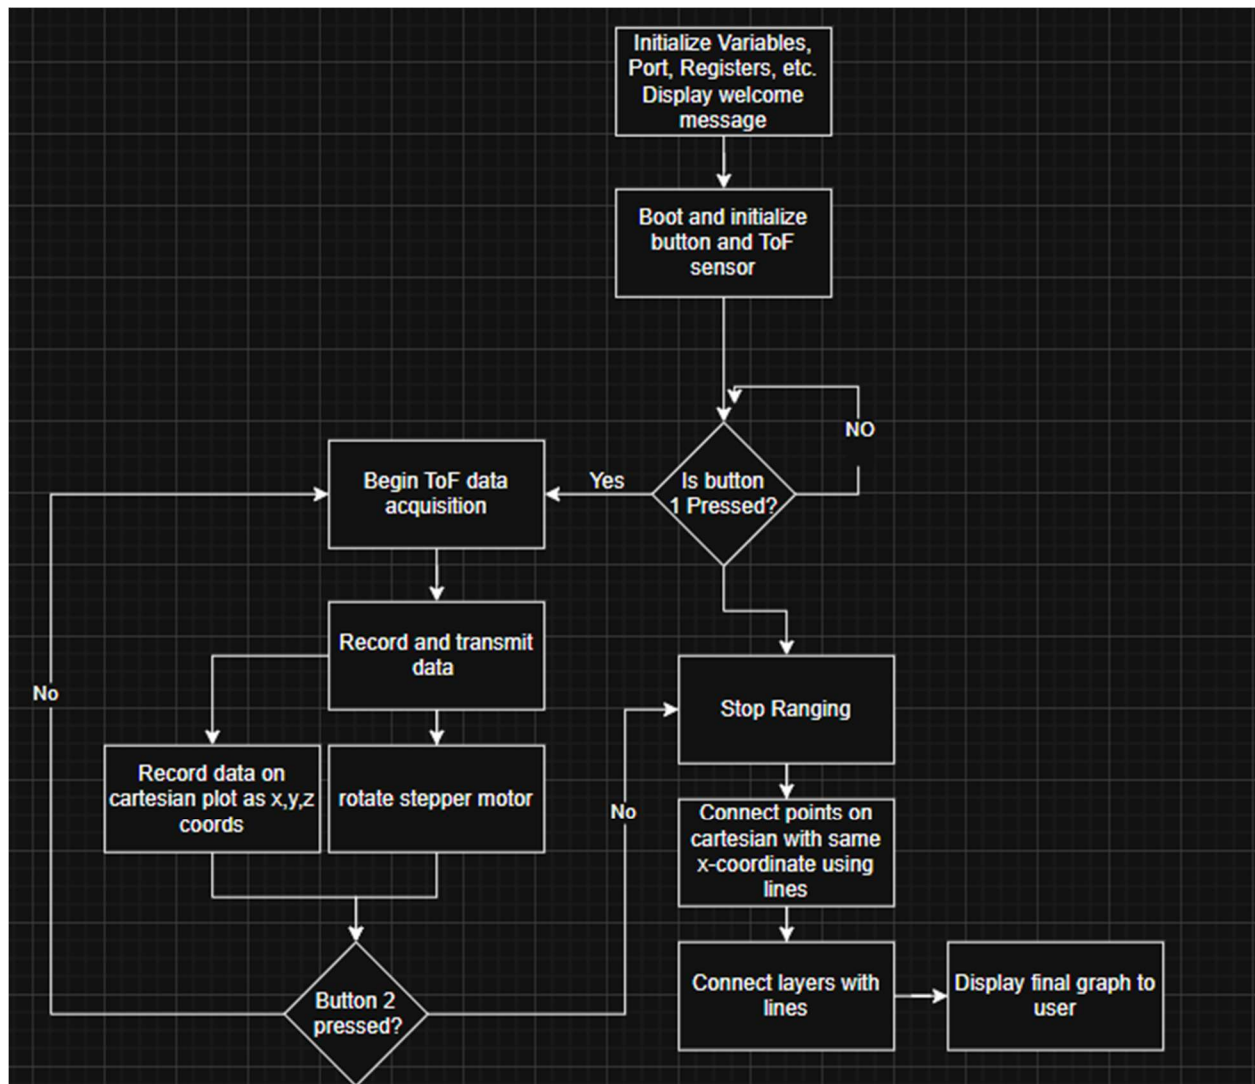 Initialize Variables,
Port, Registers, etc.
Display welcome
message
Boot and initialize
button and ToF
sensor
NO
Is button
1 Pressed?
Yes
Begin ToF data
acquisition
Record and transmit
data
No
Record data on
cartesian plot as x,y,z
coords
rotate stepper motor
Button 2
pressed?
No
Stop Ranging
Connect points on
cartesian with same
x-coordinate using
lines
Connect layers with
lines
Display final graph to
user